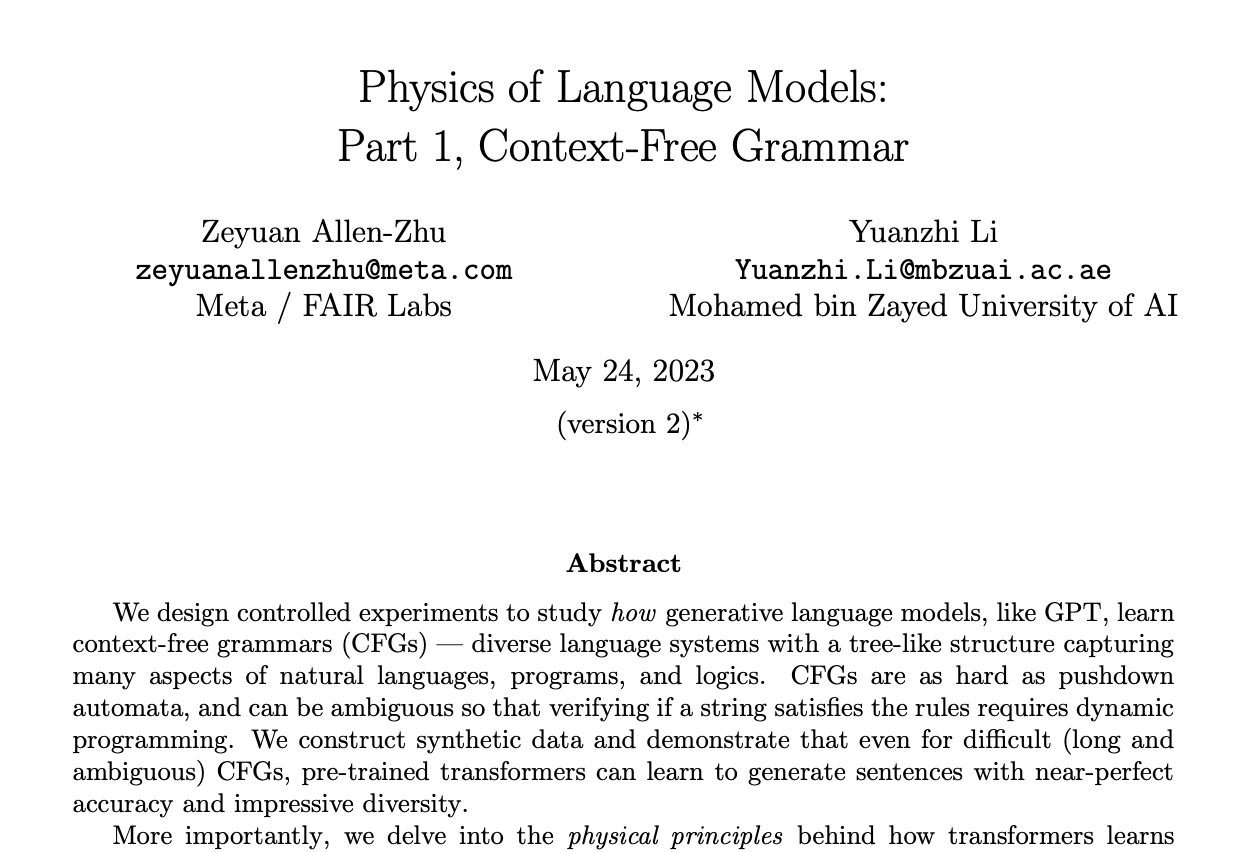 Physics of Language Models:
Part 1, Context-Free Grammar
Zeyuan Allen-Zhu
zeyuanallenzhu@meta.com
Meta / FAIR Labs
Yuanzhi Li
Yuanzhi.Li@mbzuai.ac.ae
Mohamed bin Zayed University of AI
May 24, 2023
(version 2)*
Abstract
We design controlled experiments to study how generative language models, like GPT, learn
context-free grammars (CFGs) — diverse language systems with a tree-like structure capturing
many aspects of natural languages, programs, and logics. CFGs are as hard as pushdown
automata, and can be ambiguous so that verifying if a string satisfies the rules requires dynamic
programming. We construct synthetic data and demonstrate that even for difficult (long and
ambiguous) CFGs, pre-trained transformers can learn to generate sentences with near-perfect
accuracy and impressive diversity.
More importantly, we delve into the physical principles behind how transformers learns